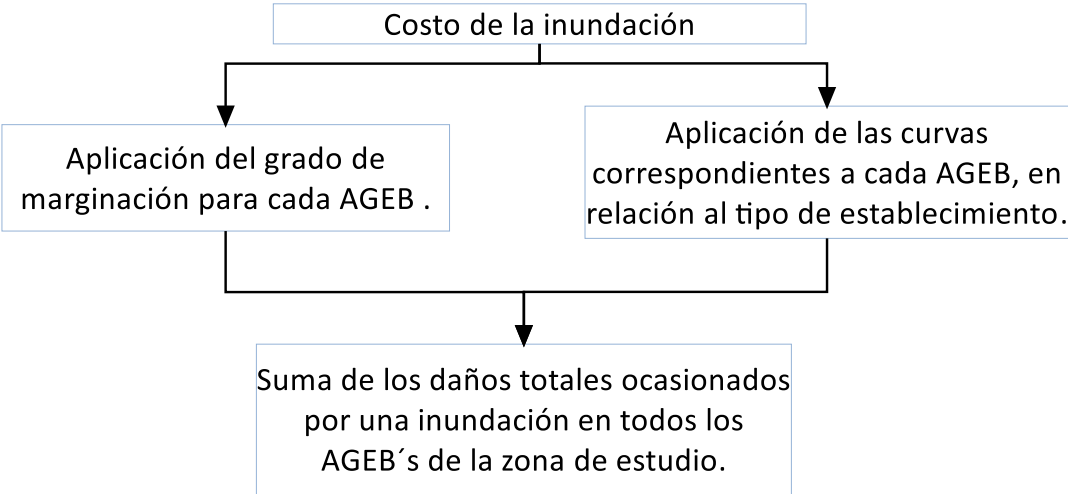 Costo de la inundación
Aplicación del grado de
marginación para cada AGEB .
Aplicación de las curvas
correspondientes a cada AGEB, en
relación al tipo de establecimiento.
Suma de los daños totales ocasionados
por una inundación en todos los
AGEB´s de la zona de estudio.